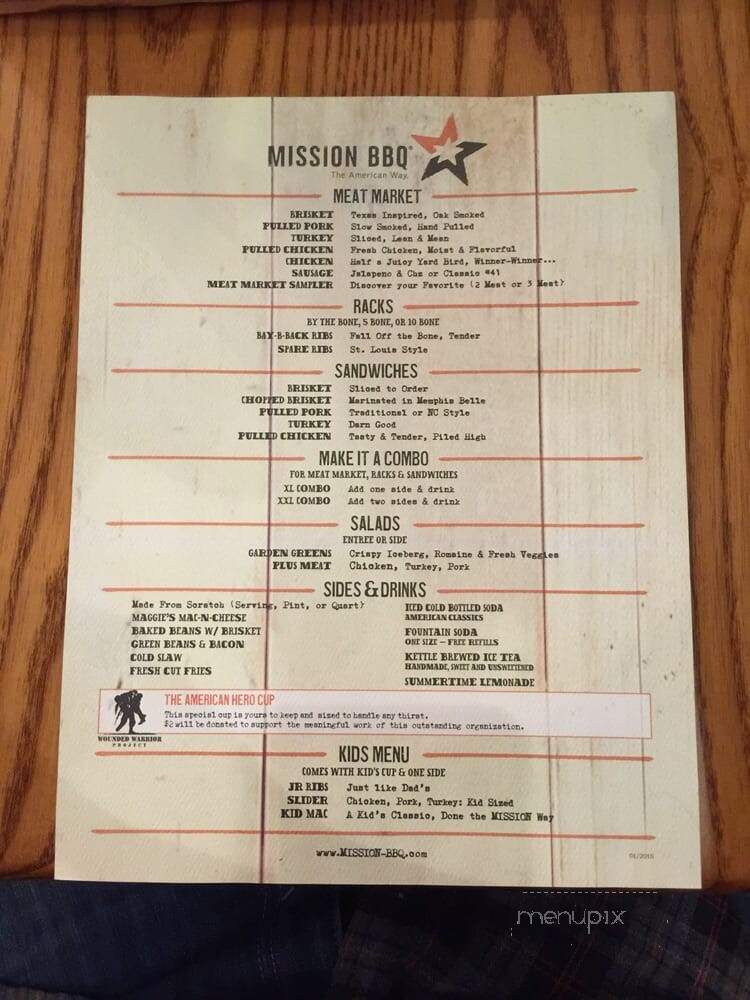 MISSION BBQ®
The American Way.
MEAT MARKET
BRISKET Texas Inspired, Oak Smoked
PULLED PORK Slow Smoked, Hand Pulled
TURKEY Sliced, Lean & Mean
PULLED CHICKEN Fresh Chicken, Moist & Flavorful
CHICKEN Half a Juicy Yard Bird, Winner-Winner...
SAUSAGE Jalapeno & Chz or Classic #41
MEAT MARKET SAMPLER Discover your Favorite (2 Meat or 3 Meat)
RACKS
BY THE BONE, 5 BONE, OR 10 BONE
BAY-B-BACK RIBS Fall Off the Bone, Tender
SPARE RIBS St. Louis Style
SANDWICHES
BRISKET Sliced to Order
CHOPPED BRISKET Marinated in Memphis Belle
PULLED PORK Traditional or NC Style
TURKEY Darn Good
PULLED CHICKEN Tasty & Tender, Piled High
MAKE IT A COMBO
FOR MEAT MARKET, RACKS & SANDWICHES
XL COMBO Add one side & drink
XXL COMBO Add two sides & drink
SALADS
ENTREE OR SIDE
GARDEN GREENS Crispy Iceberg, Romaine & Fresh Veggies
PLUS MEAT Chicken, Turkey, Pork
SIDES & DRINKS
Made From Scratch (Serving, Pint, or Quart)
MAGGIE'S MAC-N-CHEESE
BAKED BEANS W/ BRISKET
GREEN BEANS & BACON
COLD SLAW
FRESH CUT FRIES
ICED COLD BOTTLED SODA
AMERICAN CLASSICS
FOUNTAIN SODA
ONE SIZE – FREE REFILLS
KETTLE BREWED ICE TEA
HANDMADE, SWEET AND UNSWEETENED
SUMMERTIME LEMONADE
WOUNDED WARRIOR
PROJECT
THE AMERICAN HERO CUP
This special cup is yours to keep and sized to handle any thirst.
$2 will be donated to support the meaningful work of this outstanding organization.
KIDS MENU
COMES WITH KID'S CUP & ONE SIDE
JR RIBS Just like Dad's
SLIDER Chicken, Pork, Turkey: Kid Sized
KID MAC A Kid's Classic, Done the MISSION Way
www.MISSION-BBQ.com
01/2015
menupix